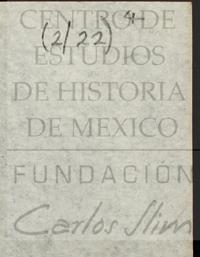 CENTRO DE
(2/22)
ESTUDIOS
DE HISTORIA
DE MEXICO
FUNDACIÓN
Carlos Slim